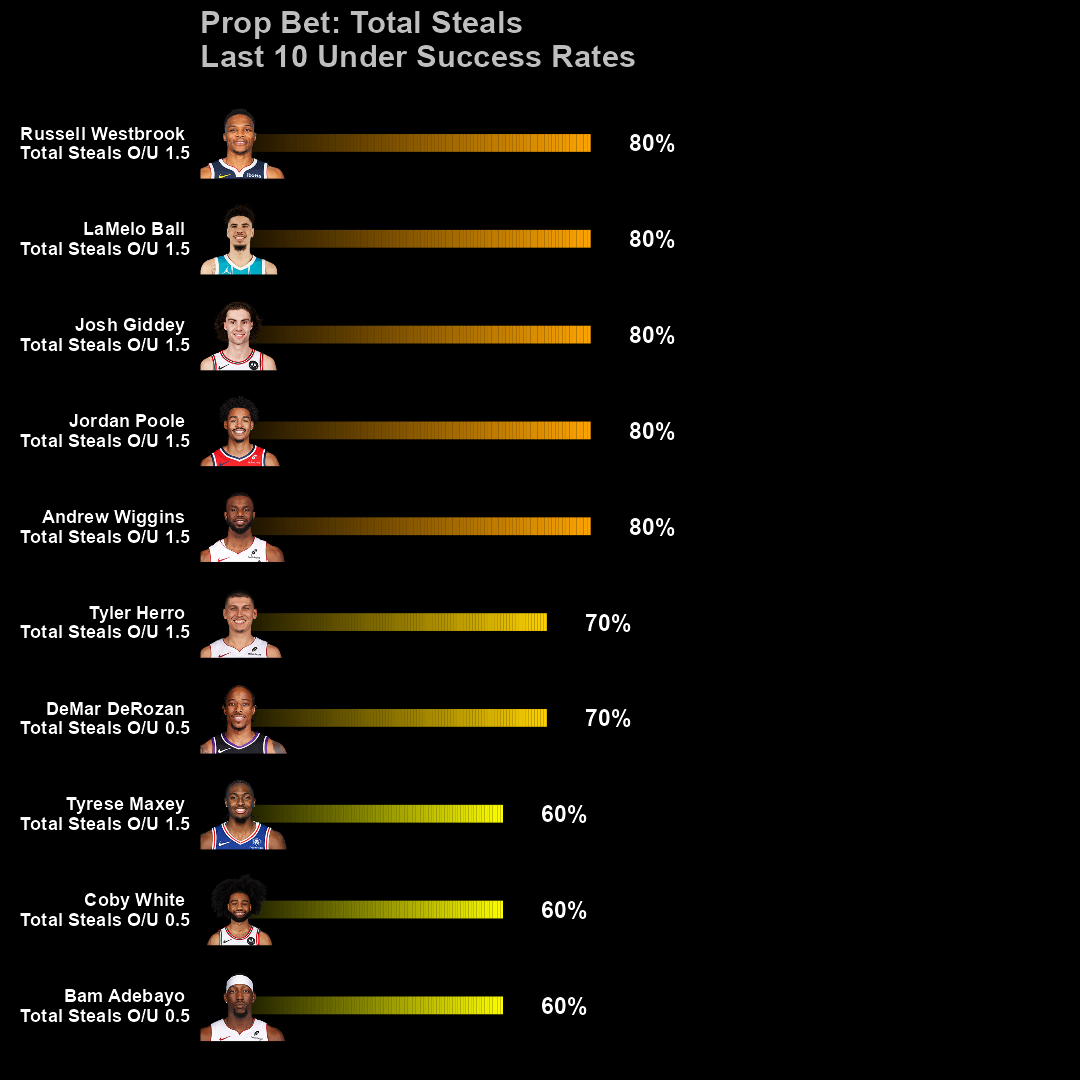 Prop Bet: Total Steals
Last 10 Under Success Rates
Russell Westbrook
Total Steals O/U 1.5
80%
LaMelo Ball
Total Steals O/U 1.5
80%
Josh Giddey
Total Steals O/U 1.5
80%
Jordan Poole
Total Steals O/U 1.5
80%
Andrew Wiggins
Total Steals O/U 1.5
80%
Tyler Herro
Total Steals O/U 1.5
70%
DeMar DeRozan
Total Steals O/U 0.5
70%
Tyrese Maxey
Total Steals O/U 1.5
60%
Coby White
Total Steals O/U 0.5
60%
Bam Adebayo
Total Steals O/U 0.5
60%